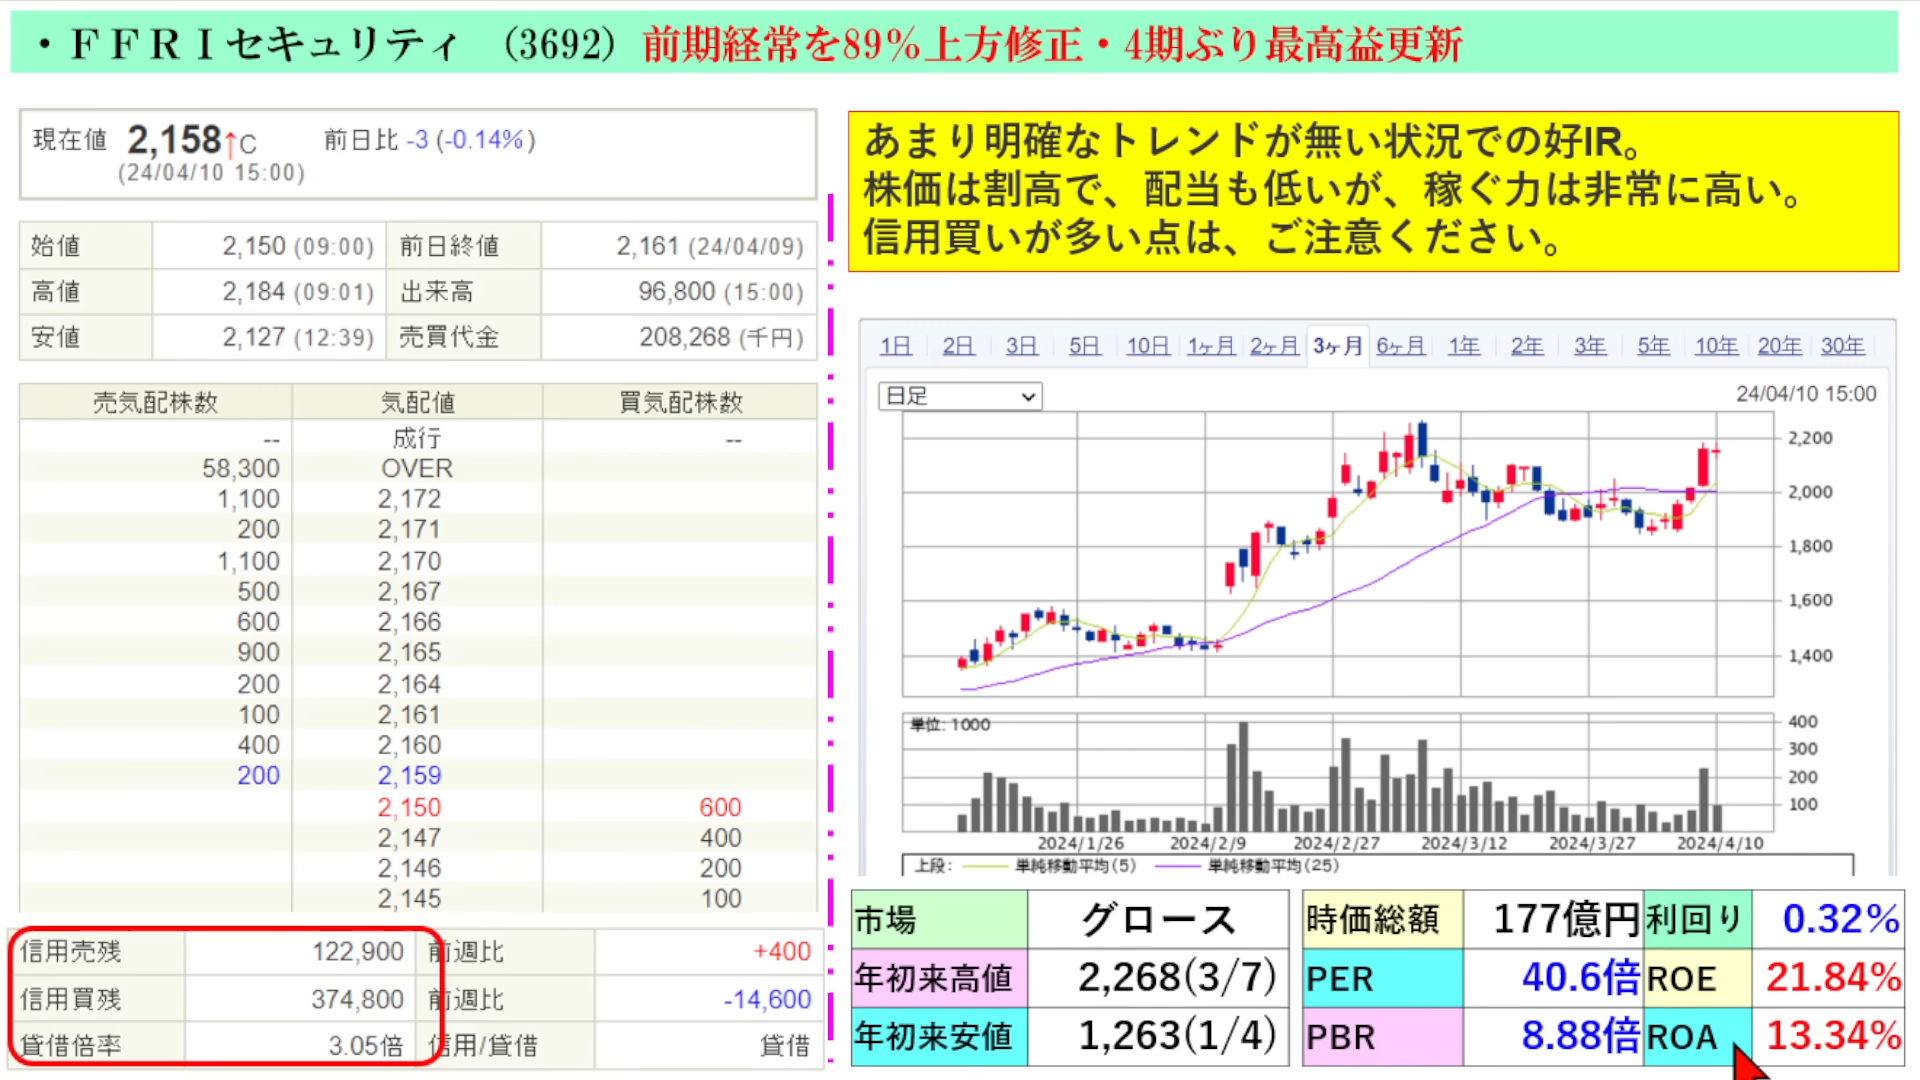 ・ＦＦＲＩセキュリティ （3692）前期経常を89％上方修正・4期ぶり最高益更新
現在値 2,158↑C 前日比 -3 (-0.14%)
(24/04/10 15:00)
始値 2,150 (09:00) 前日終値 2,161 (24/04/09)
高値 2,184 (09:01) 出来高 96,800 (15:00)
安値 2,127 (12:39) 売買代金 208,268 (千円)
売気配株数 気配値 買気配株数
-- 成行 --
58,300 OVER
1,100 2,172
200 2,171
1,100 2,170
500 2,167
600 2,166
900 2,165
200 2,164
100 2,161
400 2,160
200 2,159
2,150 600
2,147 400
2,146 200
2,145 100
信用売残 122,900 前週比 +400
信用買残 374,800 前週比 -14,600
貸借倍率 3.05倍 信用/貸借 貸借
あまり明確なトレンドが無い状況での好IR。
株価は割高で、配当も低いが、稼ぐ力は非常に高い。
信用買いが多い点は、ご注意ください。
1日 2日 3日 5日 10日 1ヶ月 2ヶ月 3ヶ月 6ヶ月 1年 2年 3年 5年 10年 20年 30年
日足 24/04/10 15:00
2,200
2,000
1,800
1,600
1,400
単位: 1000
400
300
200
100
2024/1/26 2024/2/9 2024/2/27 2024/3/12 2024/3/27 2024/4/10
上段: 単純移動平均(5) 単純移動平均(25)
市場 グロース 時価総額 177億円 利回り 0.32%
年初来高値 2,268(3/7) PER 40.6倍 ROE 21.84%
年初来安値 1,263(1/4) PBR 8.88倍 ROA 13.34%